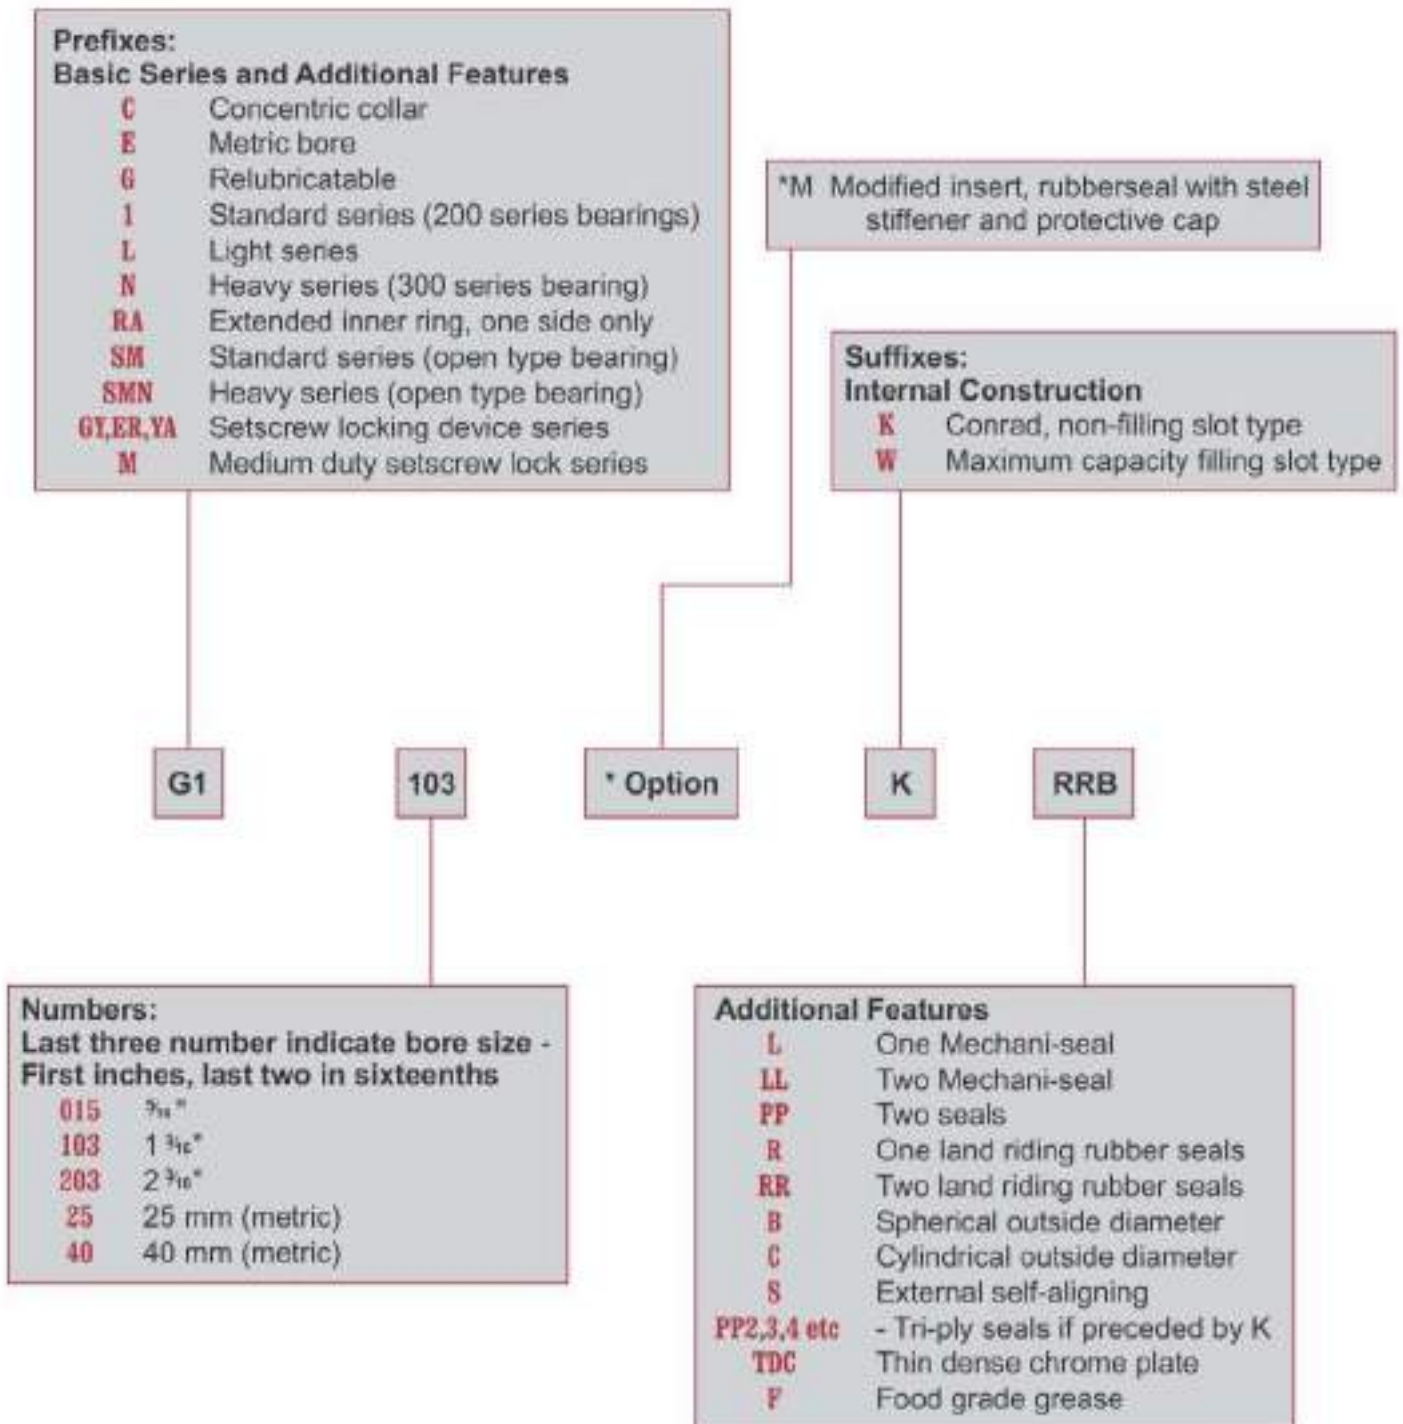 Prefixes:
Basic Series and Additional Features
C Concentric collar
E Metric bore
G Relubricatable
1 Standard series (200 series bearings)
L Light series
N Heavy series (300 series bearing)
RA Extended inner ring, one side only
SM Standard series (open type bearing)
SMN Heavy series (open type bearing)
GY,ER,YA Setscrew locking device series
M Medium duty setscrew lock series
*M Modified insert, rubberseal with steel
stiffener and protective cap
Suffixes:
Internal Construction
K Conrad, non-filling slot type
W Maximum capacity filling slot type
G1 103 * Option K RRB
Numbers:
Last three number indicate bore size -
First inches, last two in sixteenths
015
103 1 3/16"
203 2 3/16"
25 25 mm (metric)
40 40 mm (metric)
Additional Features
L One Mechani-seal
LL Two Mechani-seal
PP Two seals
R One land riding rubber seals
RR Two land riding rubber seals
B Spherical outside diameter
C Cylindrical outside diameter
S External self-aligning
PP2,3,4 etc - Tri-ply seals if preceded by K
TDC Thin dense chrome plate
F Food grade grease